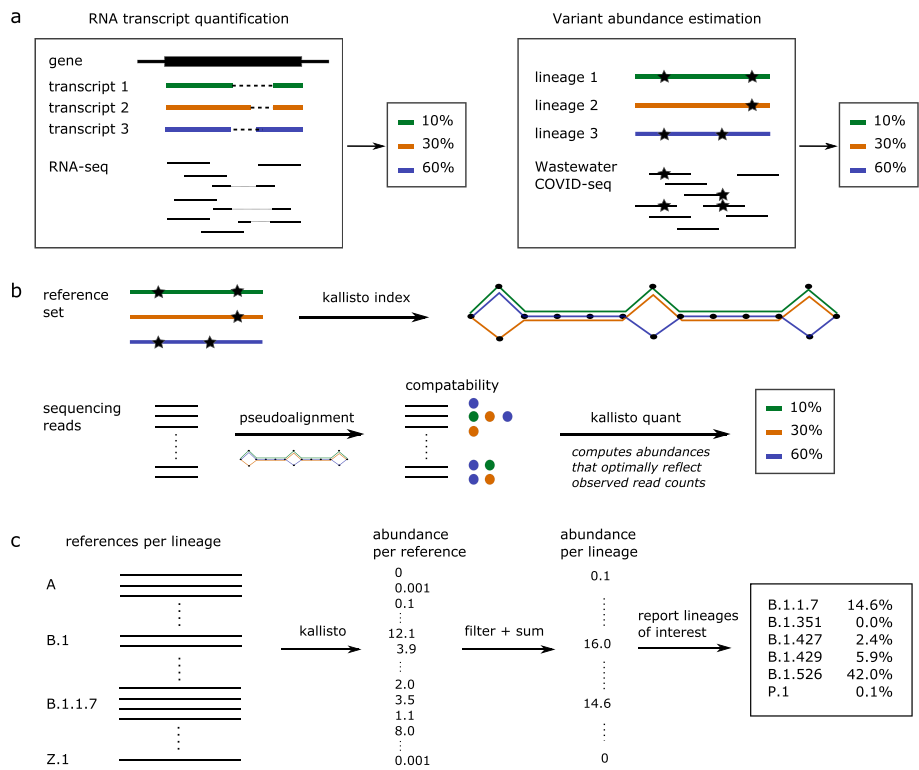 a
RNA transcript quantification
gene
transcript 1
transcript 2
transcript 3
RNA-seq
10%
30%
60%
Variant abundance estimation
lineage 1
lineage 2
lineage 3
Wastewater
COVID-seq
10%
30%
60%
b
reference
set
kallisto index
sequencing
reads
pseudoalignment
compatability
kallisto quant
computes abundances
that optimally reflect
observed read counts
10%
30%
60%
c
references per lineage
A
B.1
B.1.1.7
Z.1
kallisto
abundance
per reference
0
0.001
0.1
12.1
3.9
2.0
3.5
1.1
8.0
0.001
filter + sum
abundance
per lineage
0.1
16.0
14.6
0
report lineages
of interest
B.1.1.7 14.6%
B.1.351 0.0%
B.1.427 2.4%
B.1.429 5.9%
B.1.526 42.0%
P.1 0.1%